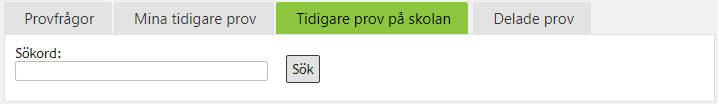 Provfrågor Mina tidigare prov Tidigare prov på skolan Delade prov
Sökord:
Sök